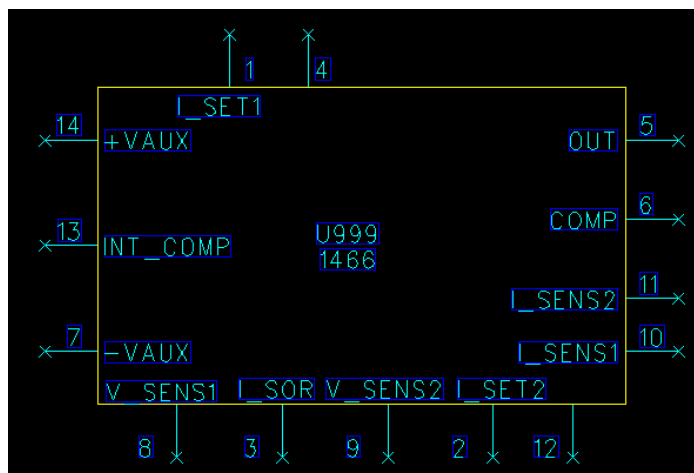 1
4
I_SET1
14
+VAUX
OUT
5
COMP
6
13
INT_COMP
U999
1466
I_SENS2
11
7
-VAUX
I_SENS1
10
V_SENS1
I_SOR
V_SENS2
I_SET2
8
3
9
2
12